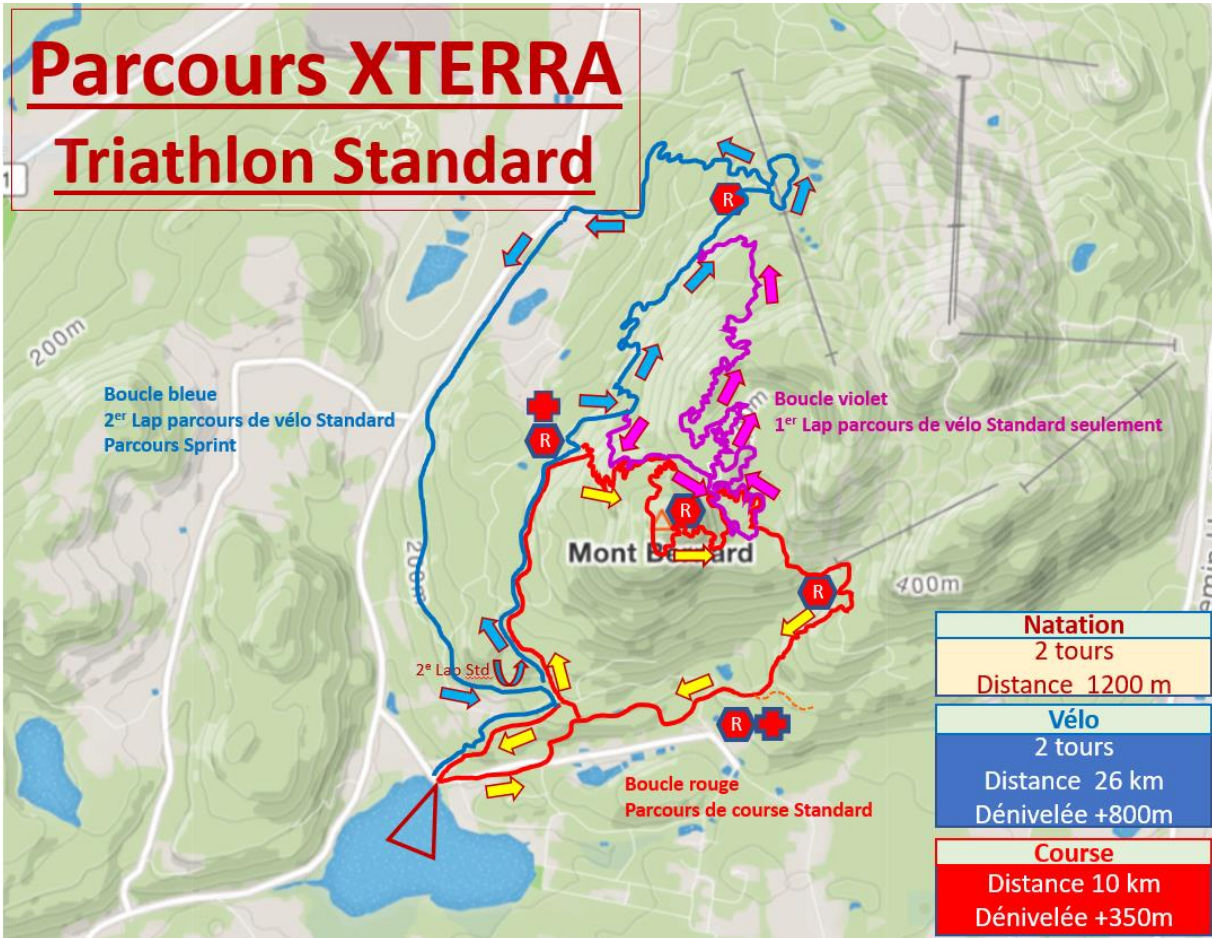 Parcours XTERRA
Triathlon Standard
1
R
200m
Boucle bleue
2er Lap parcours de vélo Standard
Parcours Sprint
R
Boucle violet
1er Lap parcours de vélo Standard seulement
R
Mont Bernard
200m
R
400m
2e Lap Std
R
Boucle rouge
Parcours de course Standard
Natation
2 tours
Distance 1200 m
Vélo
2 tours
Distance 26 km
Dénivelée +800m
Course
Distance 10 km
Dénivelée +350m